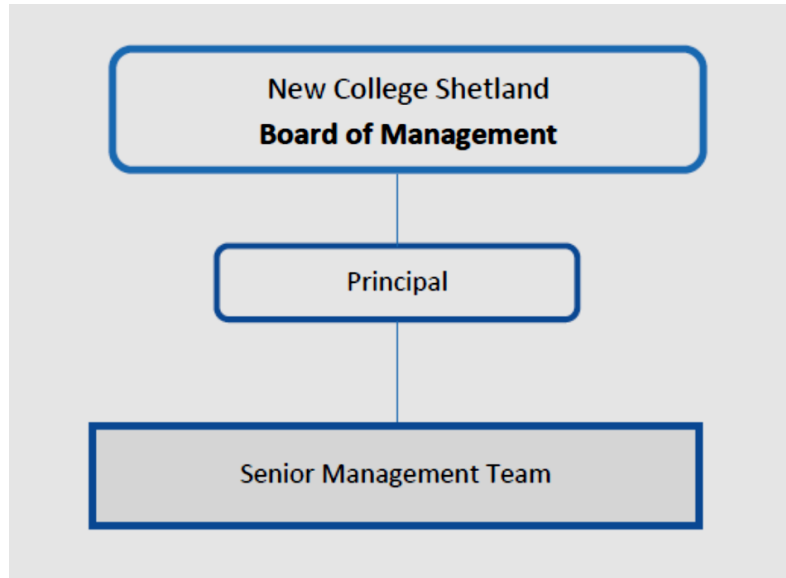 New College Shetland
Board of Management
Principal
Senior Management Team